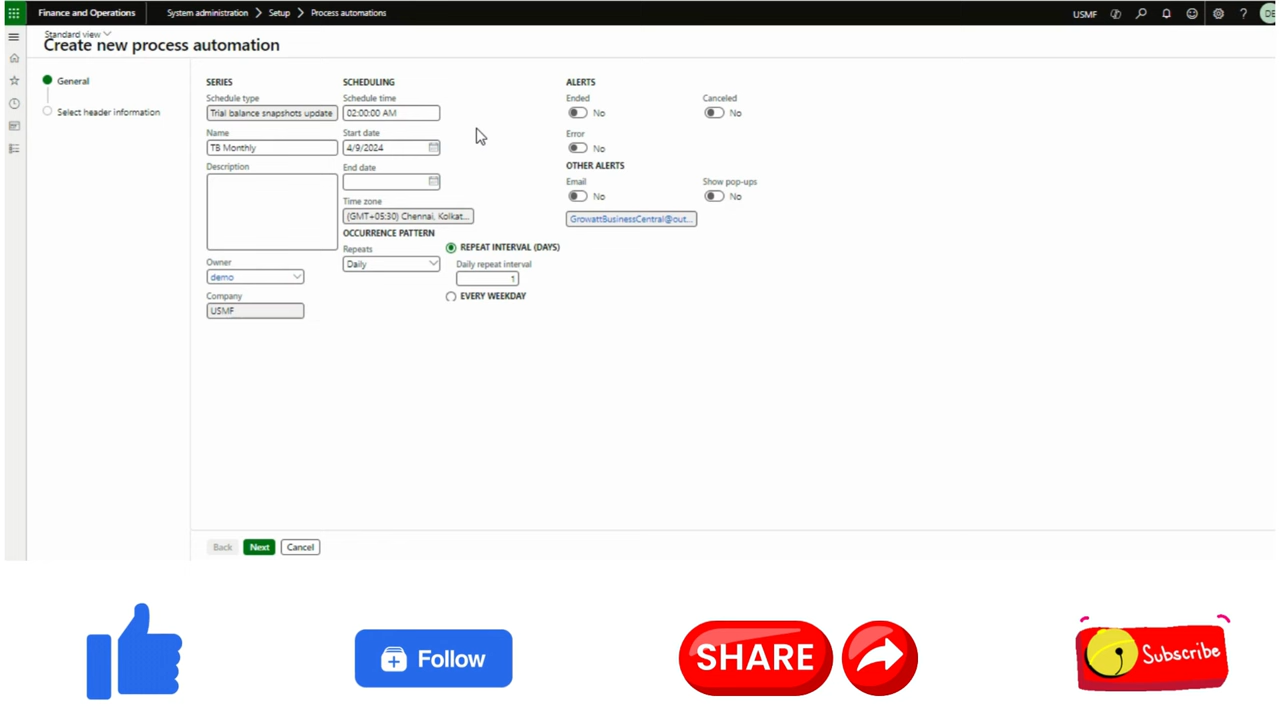 Finance and Operations
System administration > Setup > Process automations
USMF
DE
Standard view
Create new process automation
General
Select header information
SERIES
Schedule type
Trial balance snapshots update
Name
TB Monthly
Description
Owner
demo
Company
USMF
SCHEDULING
Schedule time
02:00:00 AM
Start date
4/9/2024
End date
Time zone
(GMT+05:30) Chennai, Kolkat...
OCCURRENCE PATTERN
Repeats
Daily
REPEAT INTERVAL (DAYS)
Daily repeat interval
1
EVERY WEEKDAY
ALERTS
Ended
No
Canceled
No
Error
No
OTHER ALERTS
Email
No
Show pop-ups
No
GrowattBusinessCentral@out...
Back
Next
Cancel
Follow
SHARE
Subscribe